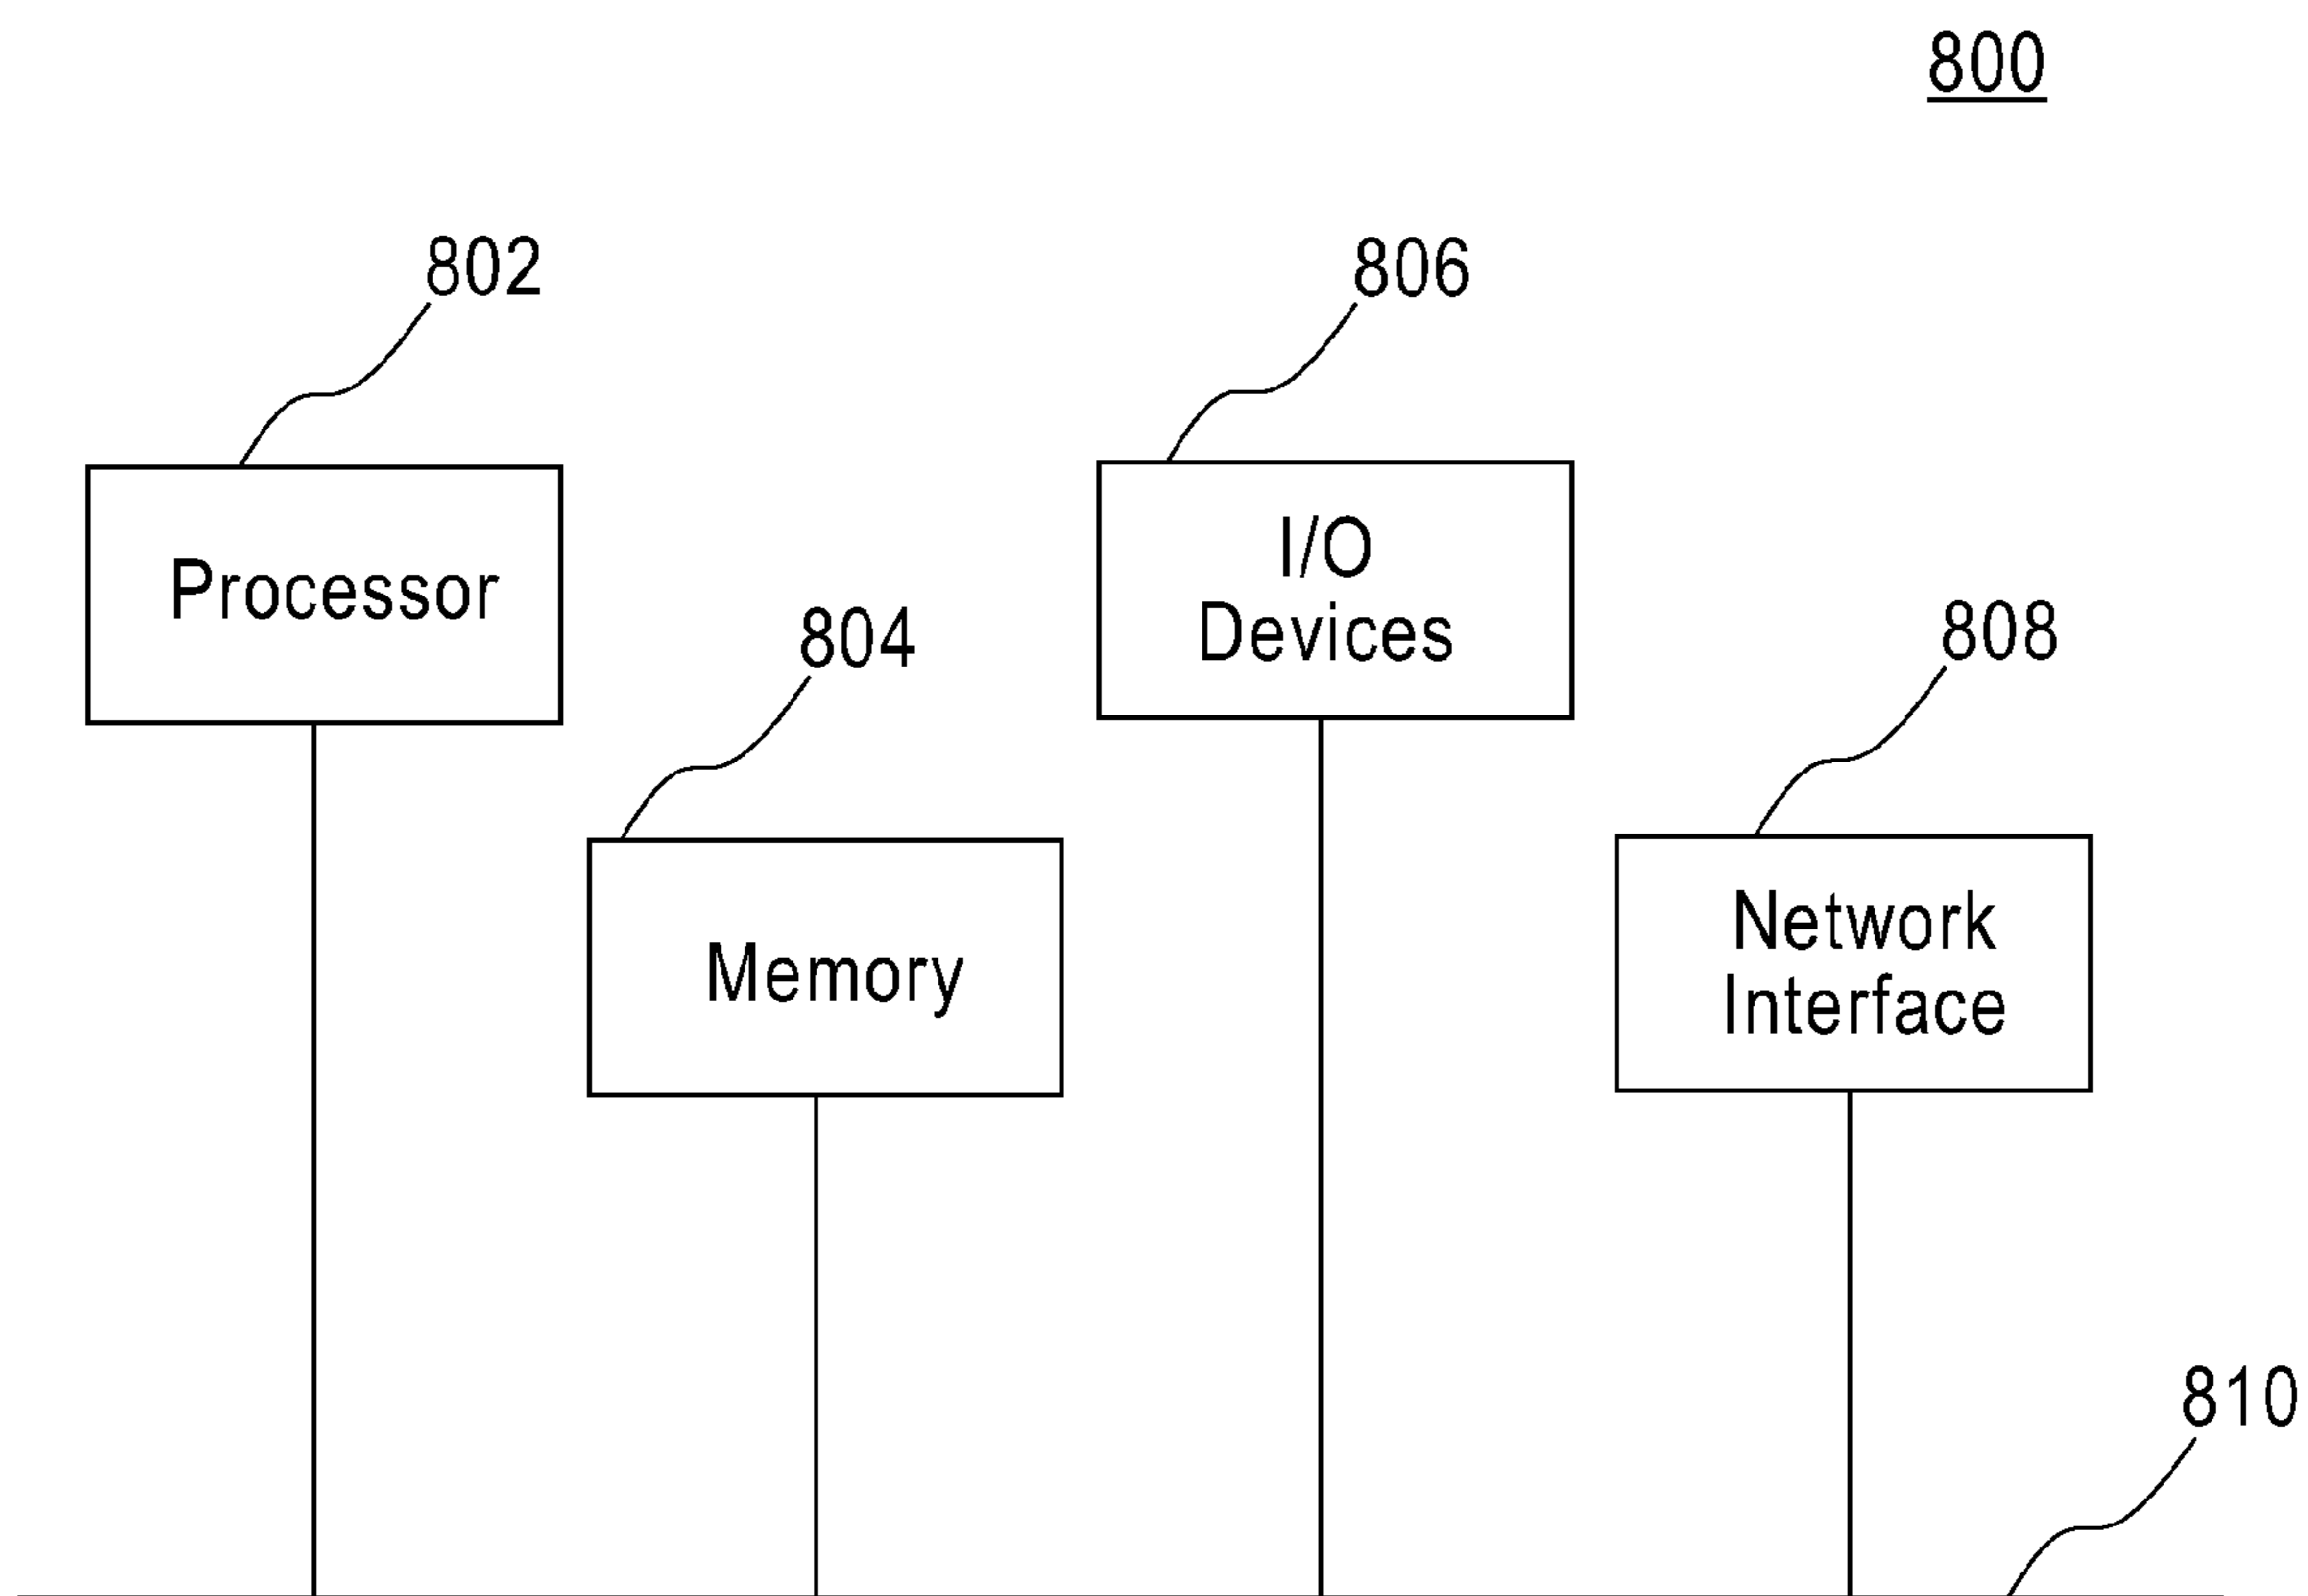 800
802
806
Processor
I/O
Devices
804
808
Memory
Network
Interface
810